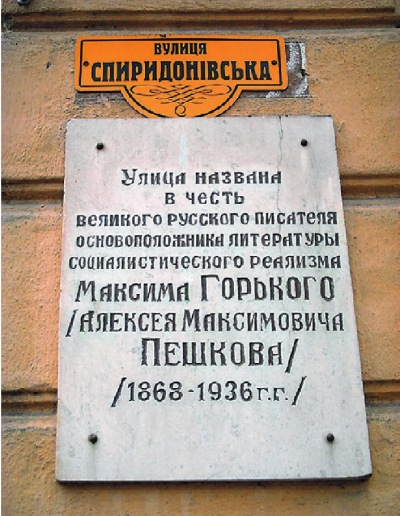 ВУЛИЦЯ
СПИРИДОНІВСЬКА
Улица названа
в честь
великого русского писателя
основоположника литературы
социалистического реализма
Максима Горького
/Алексея Максимовича
Пешкова/
/1868-1936 г.г./